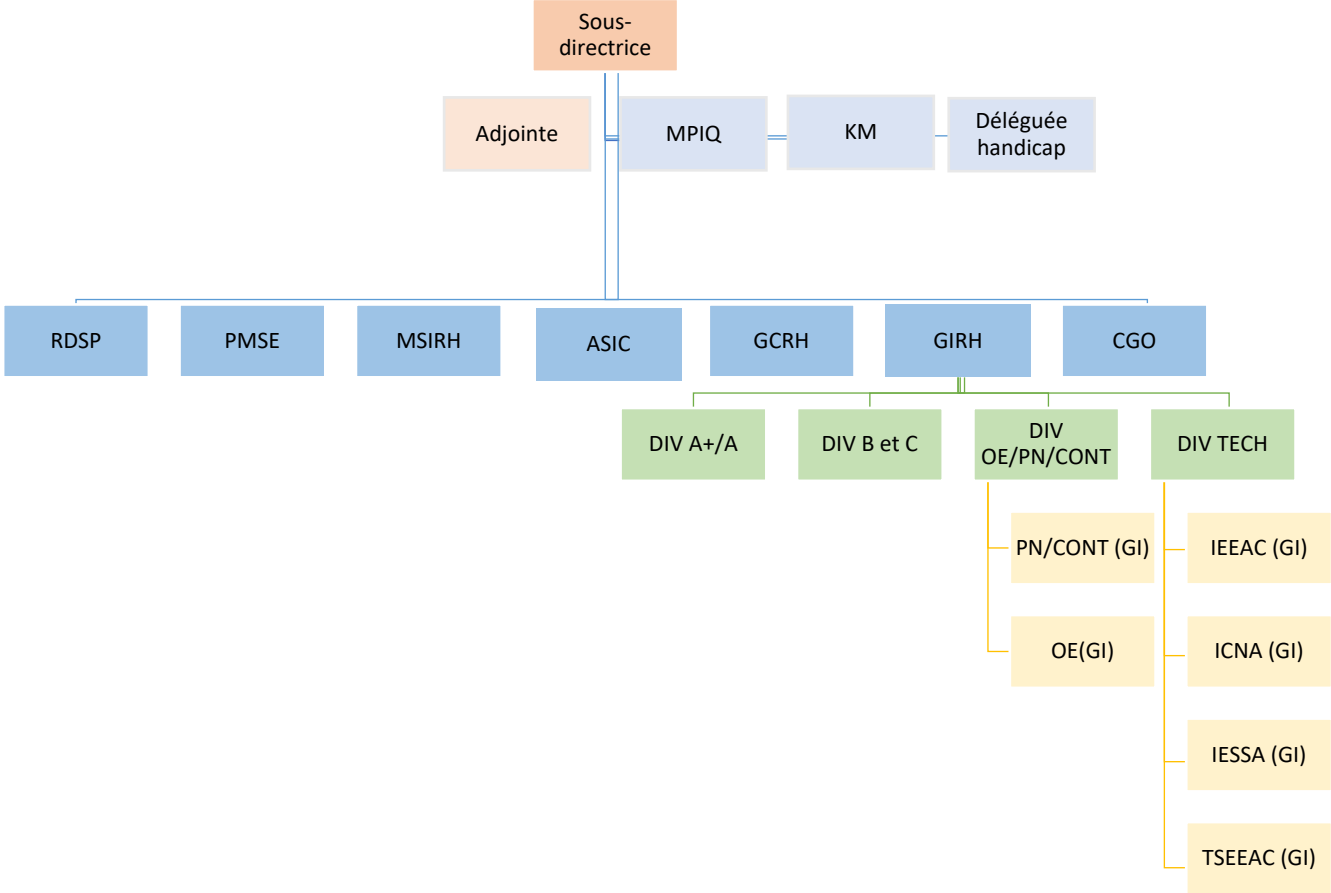 Sous-
directrice
Adjointe
MPIQ
KM
Déléguée
handicap
RDSP
PMSE
MSIRH
ASIC
GCRH
GIRH
CGO
DIV A+/A
DIV B et C
DIV
OE/PN/CONT
DIV TECH
PN/CONT (GI)
IEEAC (GI)
OE(GI)
ICNA (GI)
IESSA (GI)
TSEEAC (GI)